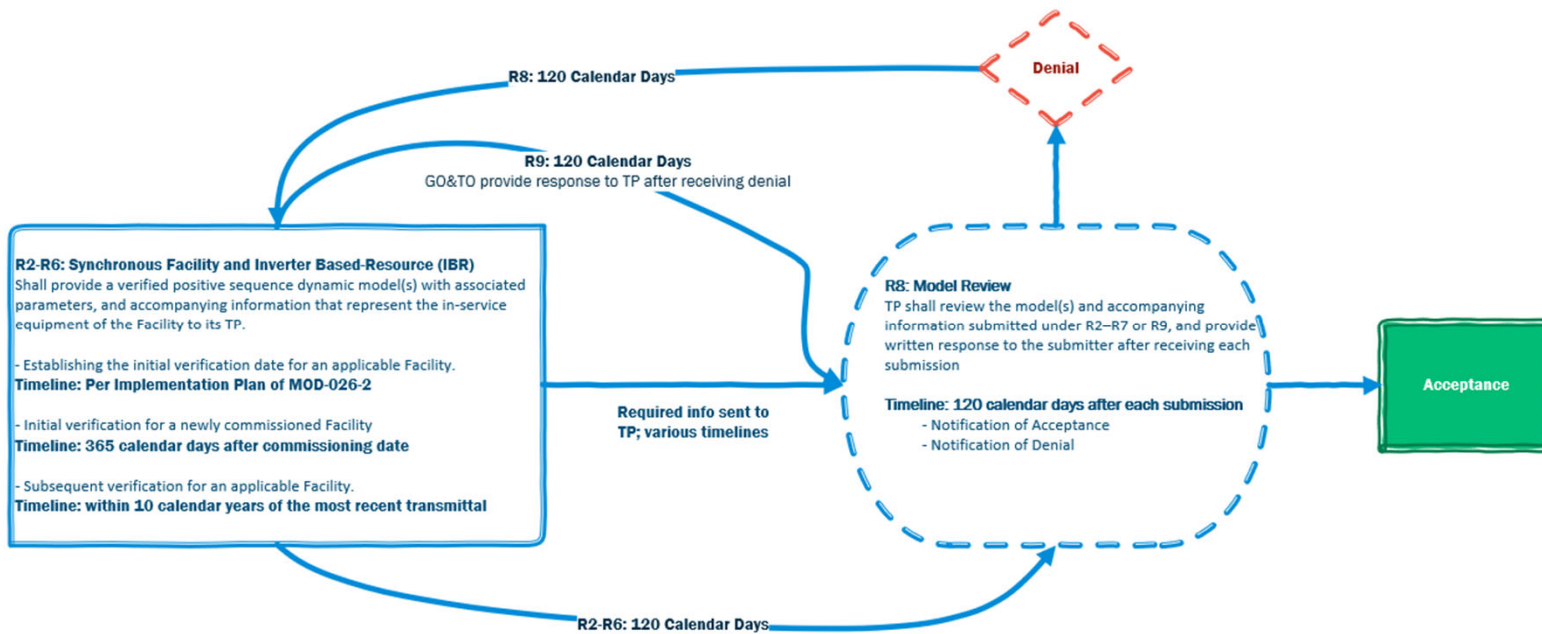 Denial
R8: 120 Calendar Days
R9: 120 Calendar Days
GO&TO provide response to TP after receiving denial
R2-R6: Synchronous Facility and Inverter Based-Resource (IBR)
Shall provide a verified positive sequence dynamic model(s) with associated
parameters, and accompanying information that represent the in-service
equipment of the Facility to its TP.
- Establishing the initial verification date for an applicable Facility.
Timeline: Per Implementation Plan of MOD-026-2
- Initial verification for a newly commissioned Facility
Timeline: 365 calendar days after commissioning date
- Subsequent verification for an applicable Facility.
Timeline: within 10 calendar years of the most recent transmittal
Required info sent to
TP; various timelines
R8: Model Review
TP shall review the model(s) and accompanying
information submitted under R2–R7 or R9, and provide
written response to the submitter after receiving each
submission
Timeline: 120 calendar days after each submission
- Notification of Acceptance
- Notification of Denial
Acceptance
R2-R6: 120 Calendar Days